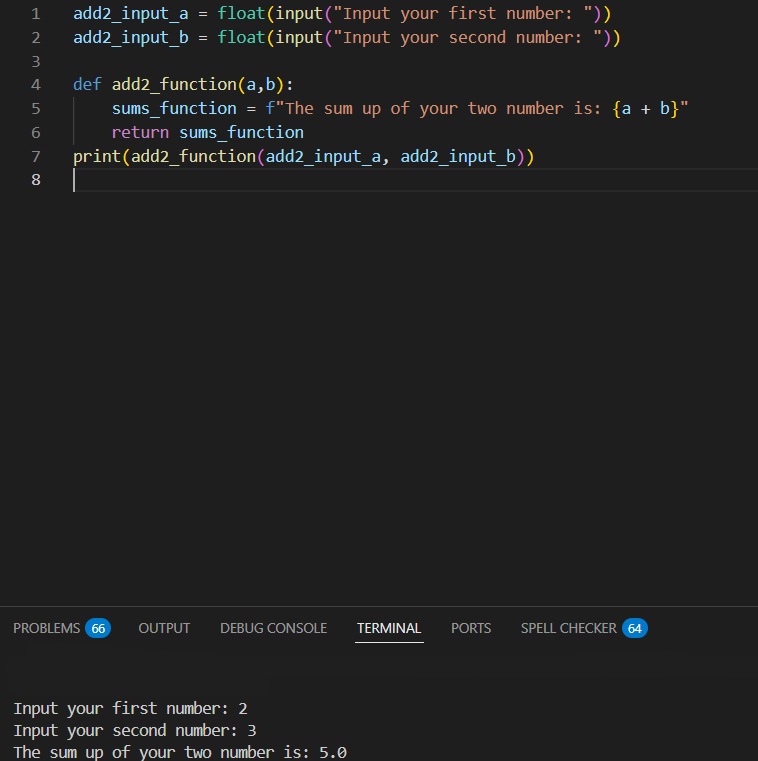 1 add2_input_a = float(input("Input your first number: "))
2 add2_input_b = float(input("Input your second number: "))
3
4 def add2_function(a,b):
5     sums_function = f"The sum up of your two number is: {a + b}"
6     return sums_function
7 print(add2_function(add2_input_a, add2_input_b))
8
PROBLEMS 66 OUTPUT DEBUG CONSOLE TERMINAL PORTS SPELL CHECKER 64
Input your first number: 2
Input your second number: 3
The sum up of your two number is: 5.0